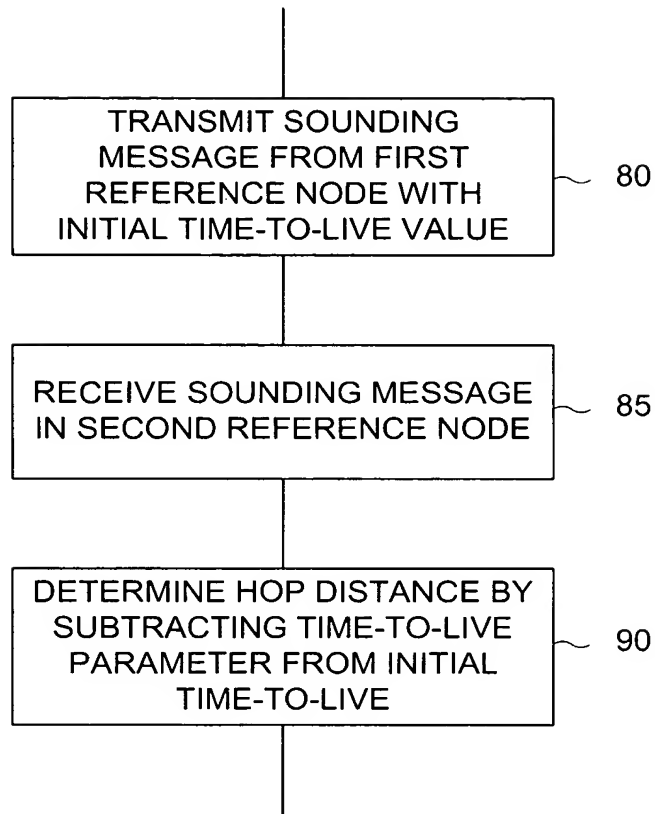 TRANSMIT SOUNDING
MESSAGE FROM FIRST
REFERENCE NODE WITH
INITIAL TIME-TO-LIVE VALUE
80
RECEIVE SOUNDING MESSAGE
IN SECOND REFERENCE NODE
85
DETERMINE HOP DISTANCE BY
SUBTRACTING TIME-TO-LIVE
PARAMETER FROM INITIAL
TIME-TO-LIVE
90